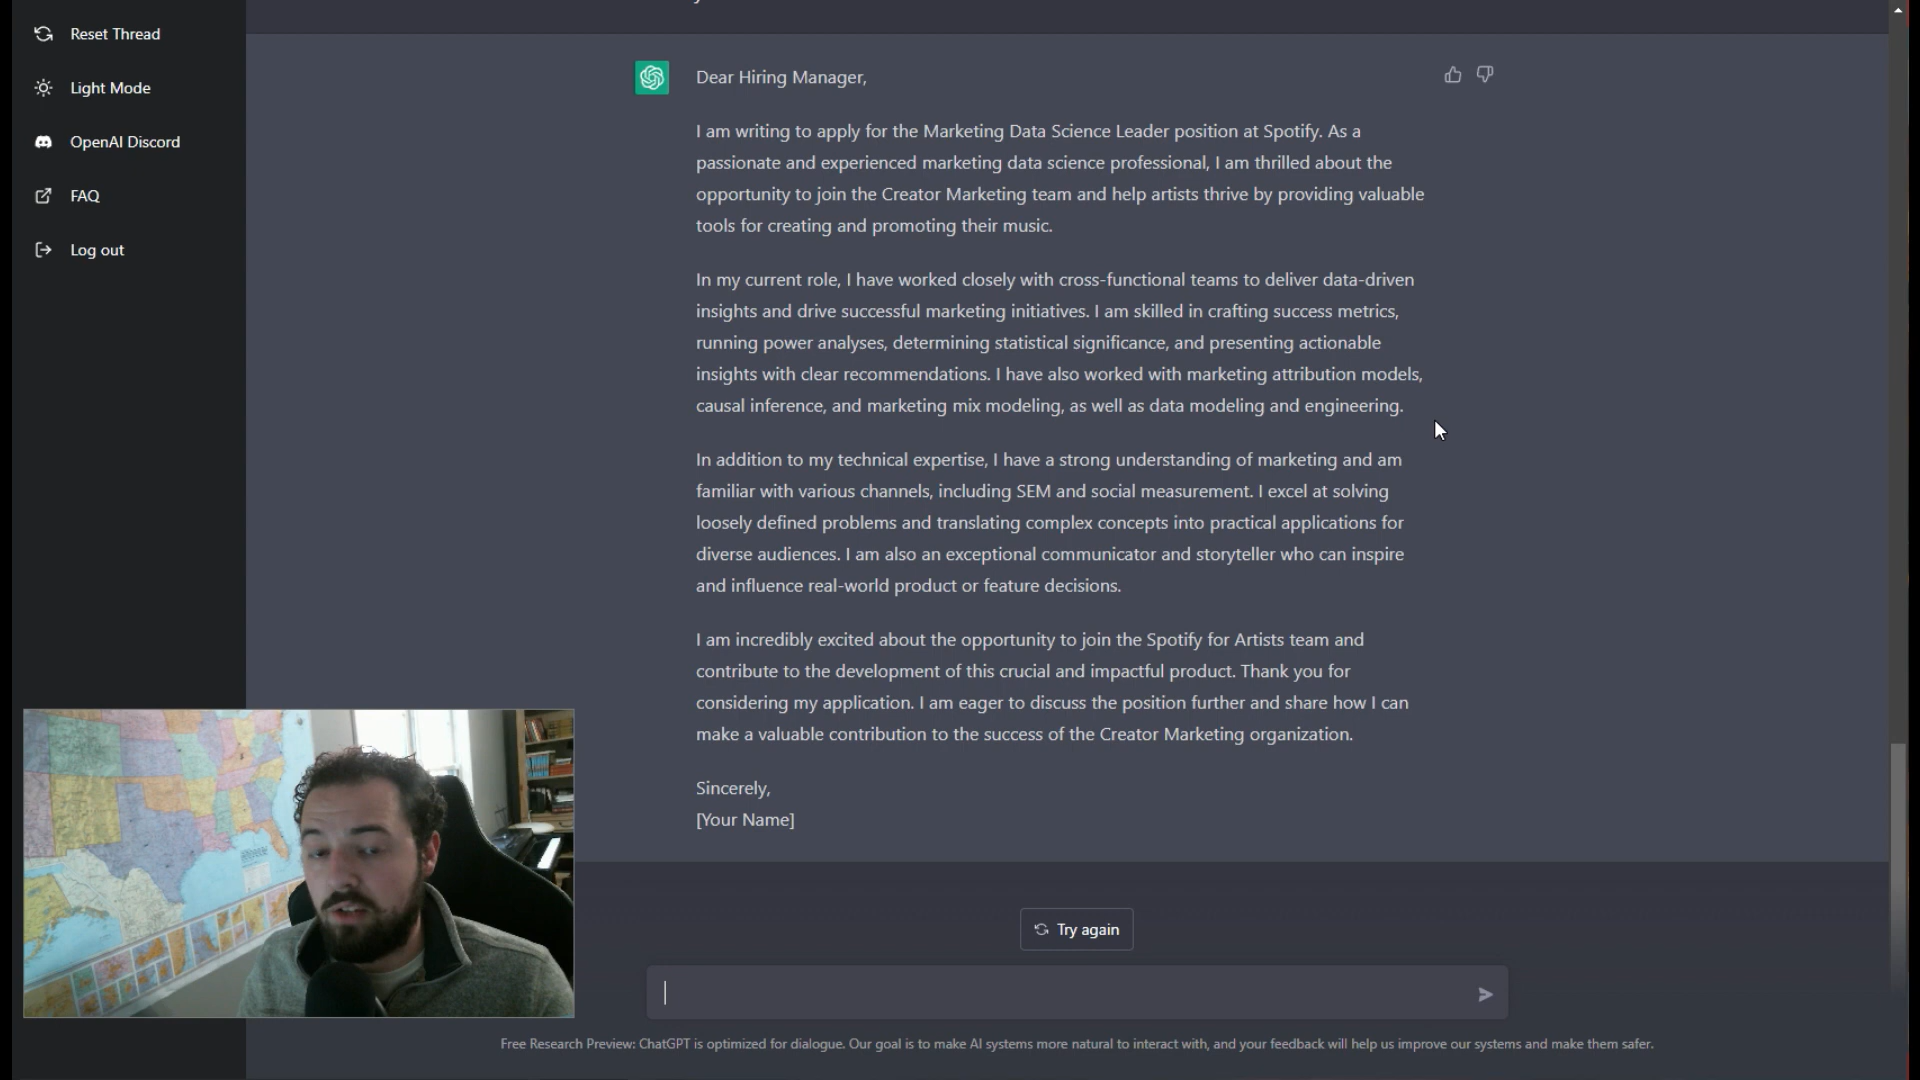 Reset Thread
Light Mode
OpenAI Discord
FAQ
Log out
Dear Hiring Manager,
I am writing to apply for the Marketing Data Science Leader position at Spotify. As a
passionate and experienced marketing data science professional, I am thrilled about the
opportunity to join the Creator Marketing team and help artists thrive by providing valuable
tools for creating and promoting their music.
In my current role, I have worked closely with cross-functional teams to deliver data-driven
insights and drive successful marketing initiatives. I am skilled in crafting success metrics,
running power analyses, determining statistical significance, and presenting actionable
insights with clear recommendations. I have also worked with marketing attribution models,
causal inference, and marketing mix modeling, as well as data modeling and engineering.
In addition to my technical expertise, I have a strong understanding of marketing and am
familiar with various channels, including SEM and social measurement. I excel at solving
loosely defined problems and translating complex concepts into practical applications for
diverse audiences. I am also an exceptional communicator and storyteller who can inspire
and influence real-world product or feature decisions.
I am incredibly excited about the opportunity to join the Spotify for Artists team and
contribute to the development of this crucial and impactful product. Thank you for
considering my application. I am eager to discuss the position further and share how I can
make a valuable contribution to the success of the Creator Marketing organization.
Sincerely,
[Your Name]
Try again
Free Research Preview: ChatGPT is optimized for dialogue. Our goal is to make AI systems more natural to interact with, and your feedback will help us improve our systems and make them safer.